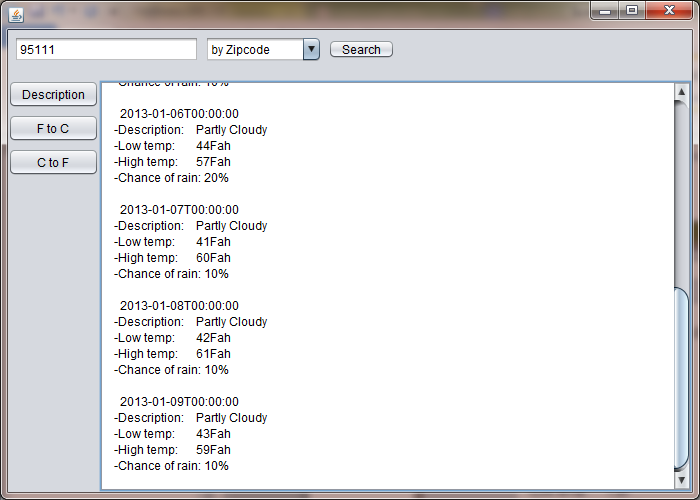 95111 by Zipcode Search
Description
F to C
C to F
-Chance of rain: 10%
2013-01-06T00:00:00
-Description: Partly Cloudy
-Low temp: 44Fah
-High temp: 57Fah
-Chance of rain: 20%
2013-01-07T00:00:00
-Description: Partly Cloudy
-Low temp: 41Fah
-High temp: 60Fah
-Chance of rain: 10%
2013-01-08T00:00:00
-Description: Partly Cloudy
-Low temp: 42Fah
-High temp: 61Fah
-Chance of rain: 10%
2013-01-09T00:00:00
-Description: Partly Cloudy
-Low temp: 43Fah
-High temp: 59Fah
-Chance of rain: 10%